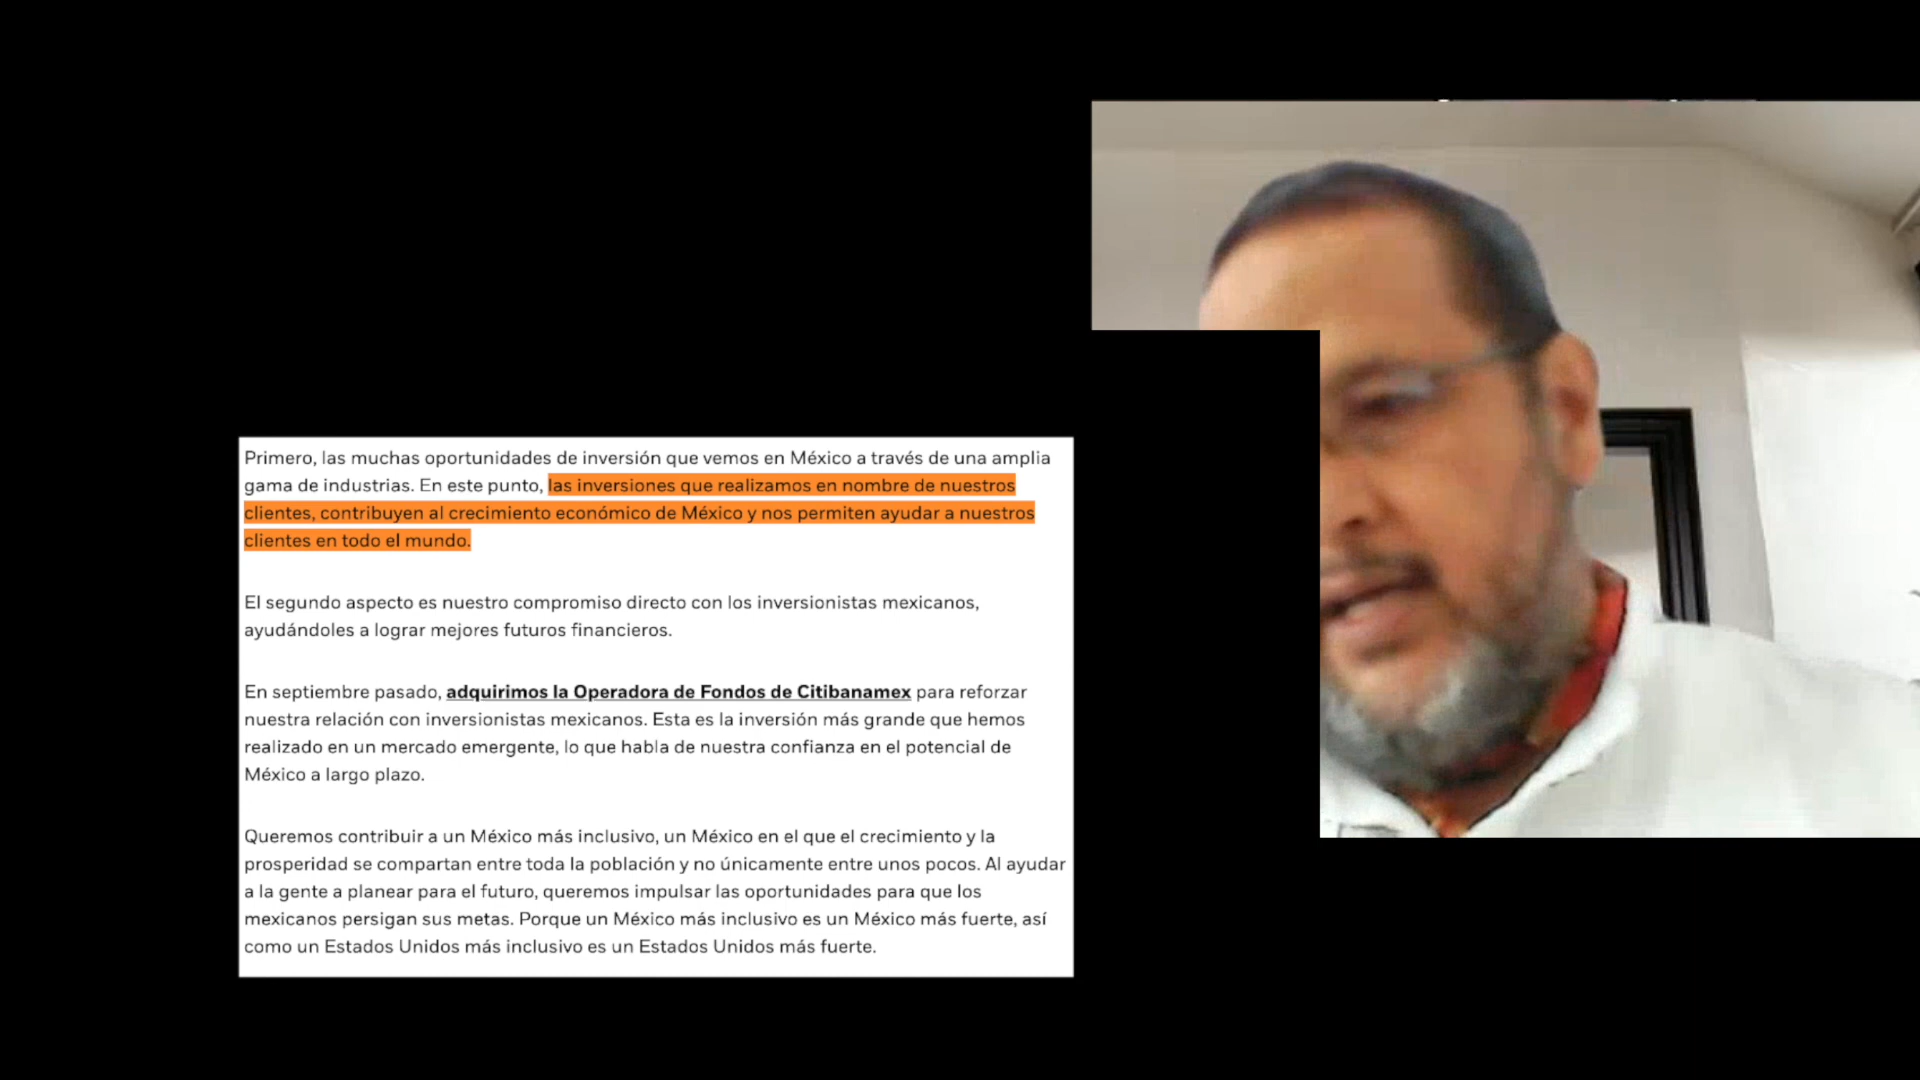 Primero, las muchas oportunidades de inversión que vemos en México a través de una amplia
gama de industrias. En este punto, las inversiones que realizamos en nombre de nuestros
clientes, contribuyen al crecimiento económico de México y nos permiten ayudar a nuestros
clientes en todo el mundo.
El segundo aspecto es nuestro compromiso directo con los inversionistas mexicanos,
ayudándoles a lograr mejores futuros financieros.
En septiembre pasado, adquirimos la Operadora de Fondos de Citibanamex para reforzar
nuestra relación con inversionistas mexicanos. Esta es la inversión más grande que hemos
realizado en un mercado emergente, lo que habla de nuestra confianza en el potencial de
México a largo plazo.
Queremos contribuir a un México más inclusivo, un México en el que el crecimiento y la
prosperidad se compartan entre toda la población y no únicamente entre unos pocos. Al ayudar
a la gente a planear para el futuro, queremos impulsar las oportunidades para que los
mexicanos persigan sus metas. Porque un México más inclusivo es un México más fuerte, así
como un Estados Unidos más inclusivo es un Estados Unidos más fuerte.